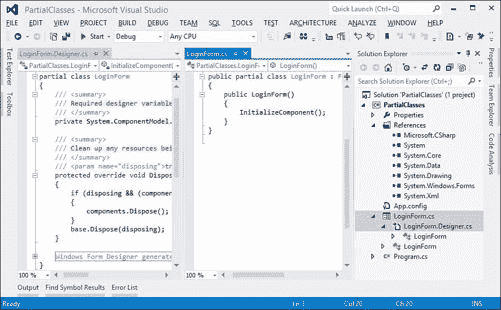 PartialClasses - Microsoft Visual Studio
Quick Launch (Ctrl+Q)
FILE EDIT VIEW PROJECT BUILD DEBUG TEAM SQL TOOLS TEST ARCHITECTURE ANALYZE WINDOW HELP
Start Debug Any CPU
Test Explorer
Toolbox
LoginForm.Designer.cs
PartialClasses.LoginF InitializeComponent(
partial class LoginForm
{
/// <summary>
/// Required designer variable
/// </summary>
private System.ComponentModel.
/// <summary>
/// Clean up any resources bei
/// </summary>
/// <param name="disposing">tr
protected override void Dispos
{
if (disposing && (componen
{
components.Dispose();
}
base.Dispose(disposing);
}
Windows Form Designer generate
}
100 %
LoginForm.cs
PartialClasses.LoginF LoginForm()
public partial class LoginForm : F
{
public LoginForm()
{
InitializeComponent();
}
}
100 %
Solution Explorer
Search Solution Explorer (Ctrl+;)
Solution 'PartialClasses' (1 project)
PartialClasses
Properties
References
Microsoft.CSharp
System
System.Core
System.Data
System.Drawing
System.Windows.Forms
System.Xml
App.config
LoginForm.cs
LoginForm.Designer.cs
LoginForm
LoginForm
Program.cs
Properties
Team Explorer
Code Analysis
Output Find Symbol Results Error List
Ready
Col 20
Ch 20
INS